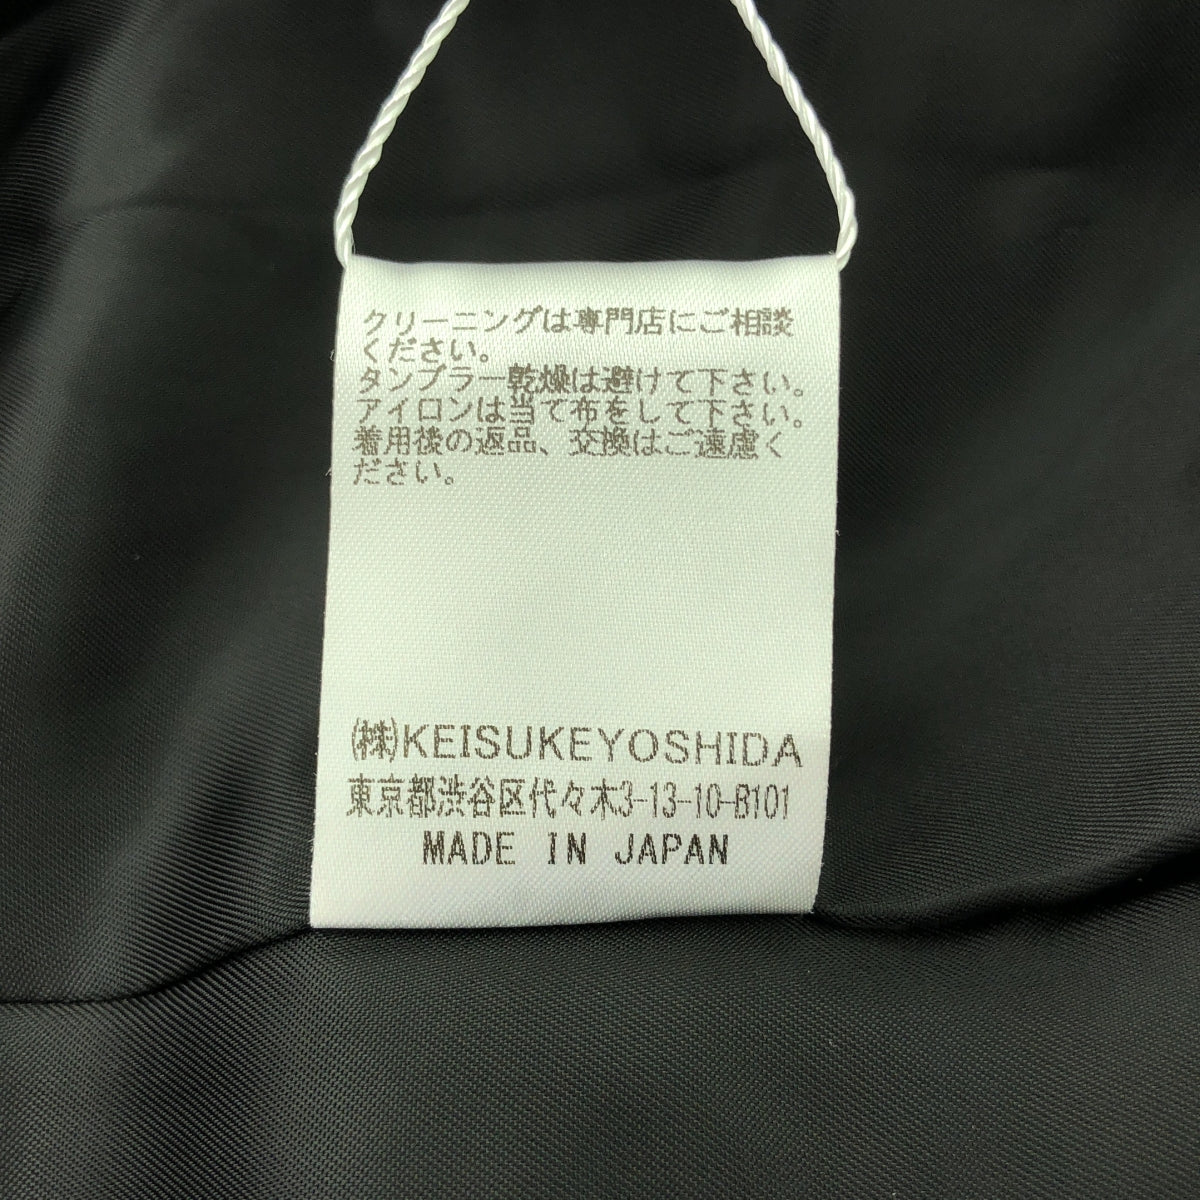 クリーニングは専門店にご相談
ください。
タンブラー乾燥は避けて下さい。
アイロンは当て布をして下さい。
着用後の返品、交換はご遠慮く
ださい。
㈱KEISUKEYOSHIDA
東京都渋谷区代々木3-13-10-B101
MADE IN JAPAN